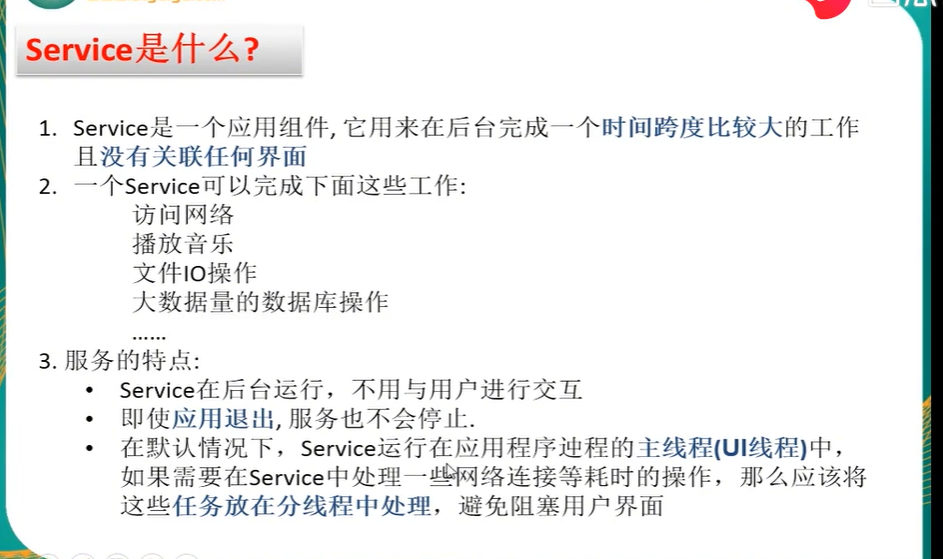 Service是什么?
1. Service是一个应用组件, 它用来在后台完成一个时间跨度比较大的工作
且没有关联任何界面
2. 一个Service可以完成下面这些工作:
访问网络
播放音乐
文件IO操作
大数据量的数据库操作
......
3. 服务的特点:
• Service在后台运行，不用与用户进行交互
• 即使应用退出, 服务也不会停止.
• 在默认情况下，Service运行在应用程序迚程的主线程(UI线程)中，
如果需要在Service中处理一些网络连接等耗时的操作，那么应该将
这些任务放在分线程中处理，避免阻塞用户界面